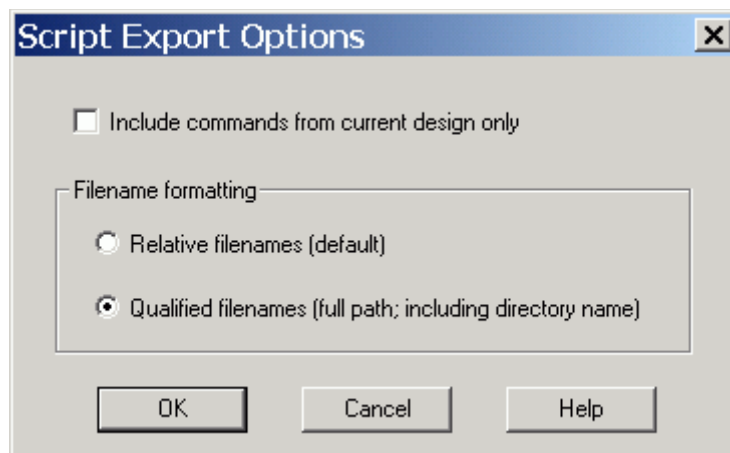 Script Export Options
Include commands from current design only
Filename formatting
Relative filenames (default)
Qualified filenames (full path; including directory name)
OK Cancel Help